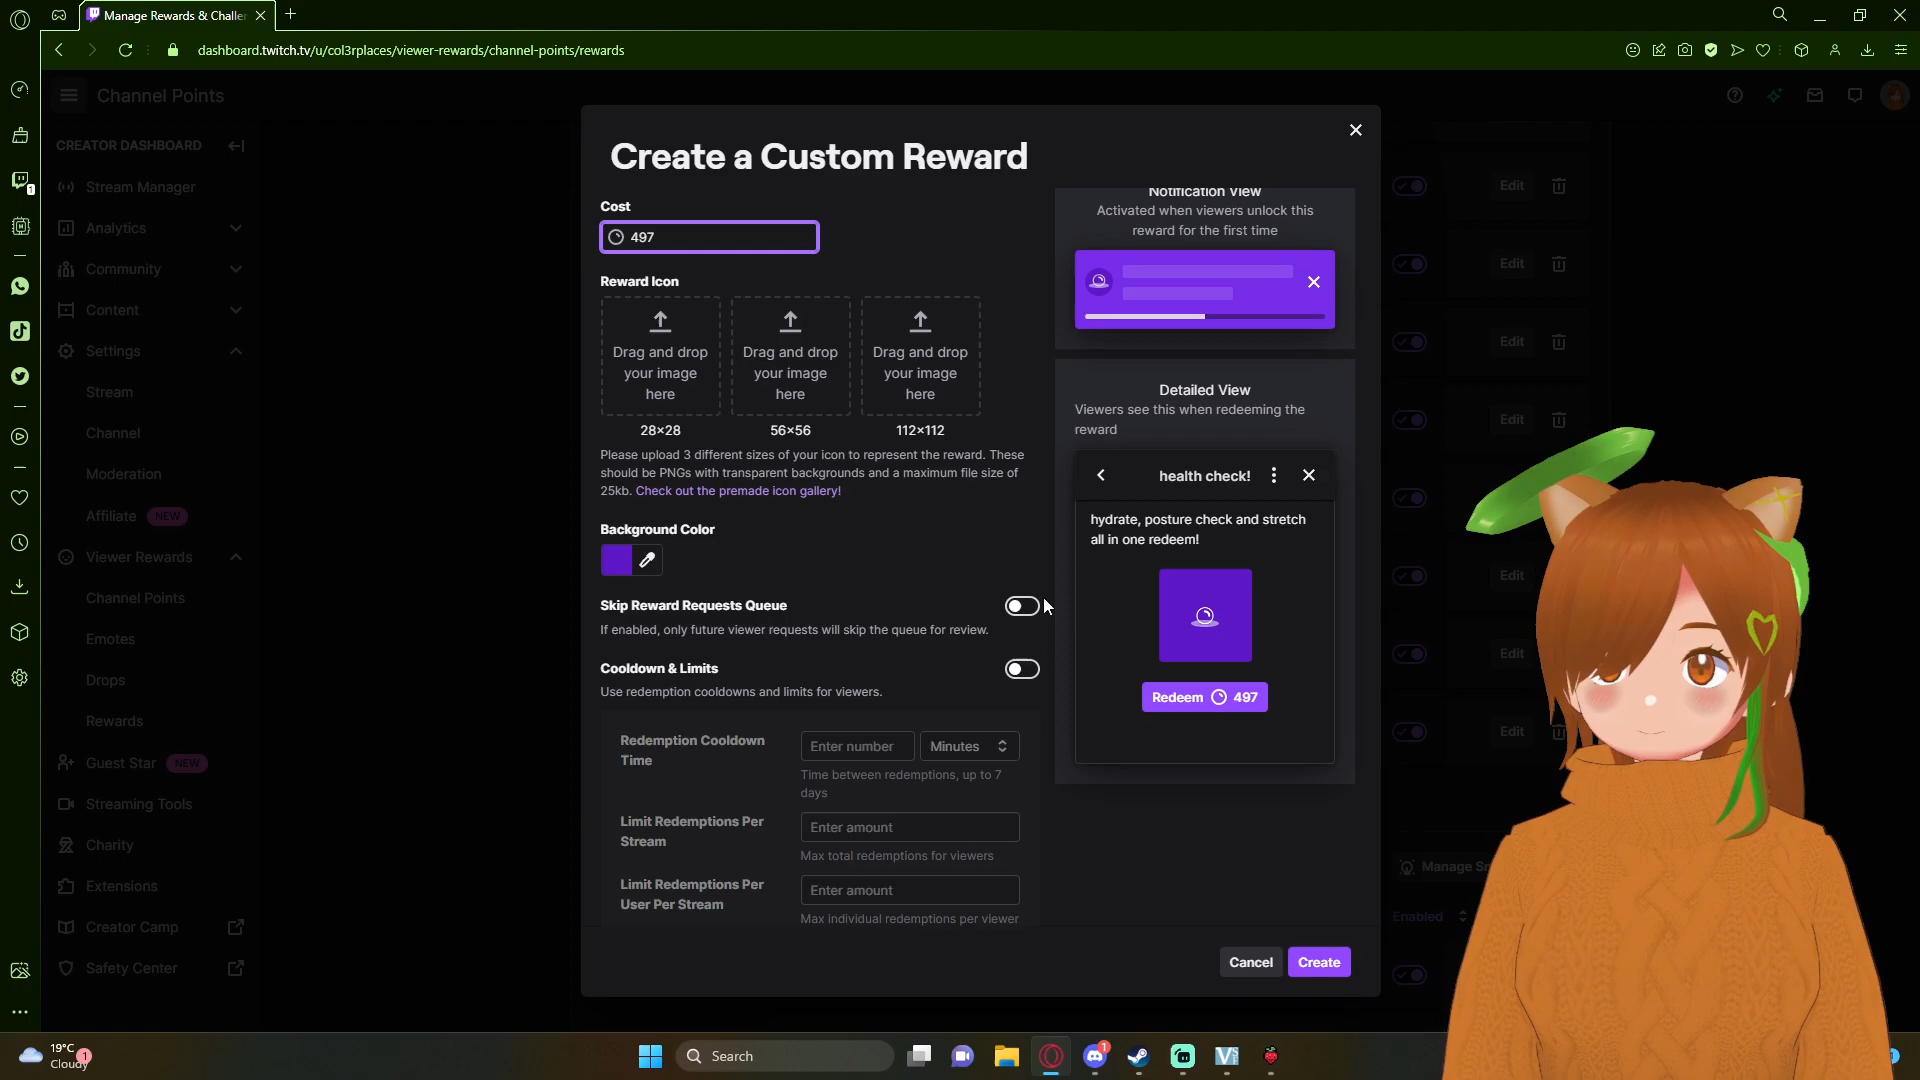 Manage Rewards & Challe
dashboard.twitch.tv/u/col3rplaces/viewer-rewards/channel-points/rewards
Channel Points
CREATOR DASHBOARD
Stream Manager
Analytics
Community
Content
Settings
Stream
Channel
Moderation
Affiliate NEW
Viewer Rewards
Channel Points
Emotes
Drops
Rewards
Guest Star NEW
Streaming Tools
Charity
Extensions
Creator Camp
Safety Center
Create a Custom Reward
Cost
497
Reward Icon
Drag and drop your image here
28×28
Drag and drop your image here
56×56
Drag and drop your image here
112×112
Please upload 3 different sizes of your icon to represent the reward. These
should be PNGs with transparent backgrounds and a maximum file size of
25kb. Check out the premade icon gallery!
Background Color
Skip Reward Requests Queue
If enabled, only future viewer requests will skip the queue for review.
Cooldown & Limits
Use redemption cooldowns and limits for viewers.
Redemption Cooldown
Time
Enter number Minutes
Time between redemptions, up to 7
days
Limit Redemptions Per
Stream
Enter amount
Max total redemptions for viewers
Limit Redemptions Per
User Per Stream
Enter amount
Max individual redemptions per viewer
Notification View
Activated when viewers unlock this
reward for the first time
Detailed View
Viewers see this when redeeming the
reward
health check!
hydrate, posture check and stretch
all in one redeem!
Redeem 497
Cancel Create
Edit
Edit
Edit
Edit
Edit
Edit
Edit
Edit
Manage
Enabled
19°C
Cloudy
1
Search
1
1